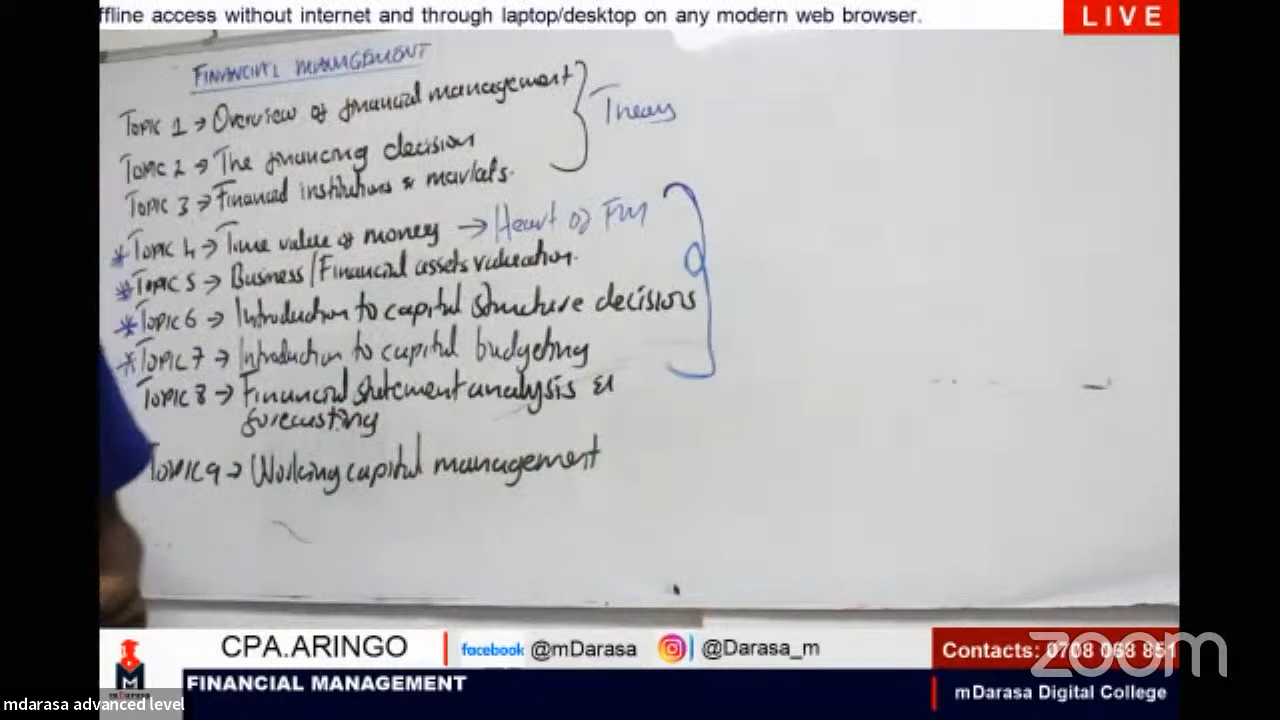 ffline access without internet and through laptop/desktop on any modern web browser.
LIVE
FINANCIAL MANAGEMENT
TOPIC 1 → Overview of financial management
Theory
TOPIC 2 → The financing decision
TOPIC 3 → Financial institutions & markets.
* TOPIC 4 → Time value of money → Heart of FM
* TOPIC 5 → Business/Financial assets valuation.
* TOPIC 6 → Introduction to capital structure decisions
* TOPIC 7 → Introduction to capital budgeting
TOPIC 8 → Financial statement analysis &
forecasting
TOPIC 9 → Working capital management
CPA.ARINGO
facebook @mDarasa
@Darasa_m
Contacts: 0708 068 851
zoom
FINANCIAL MANAGEMENT
mDarasa Digital College
mdarasa advanced level